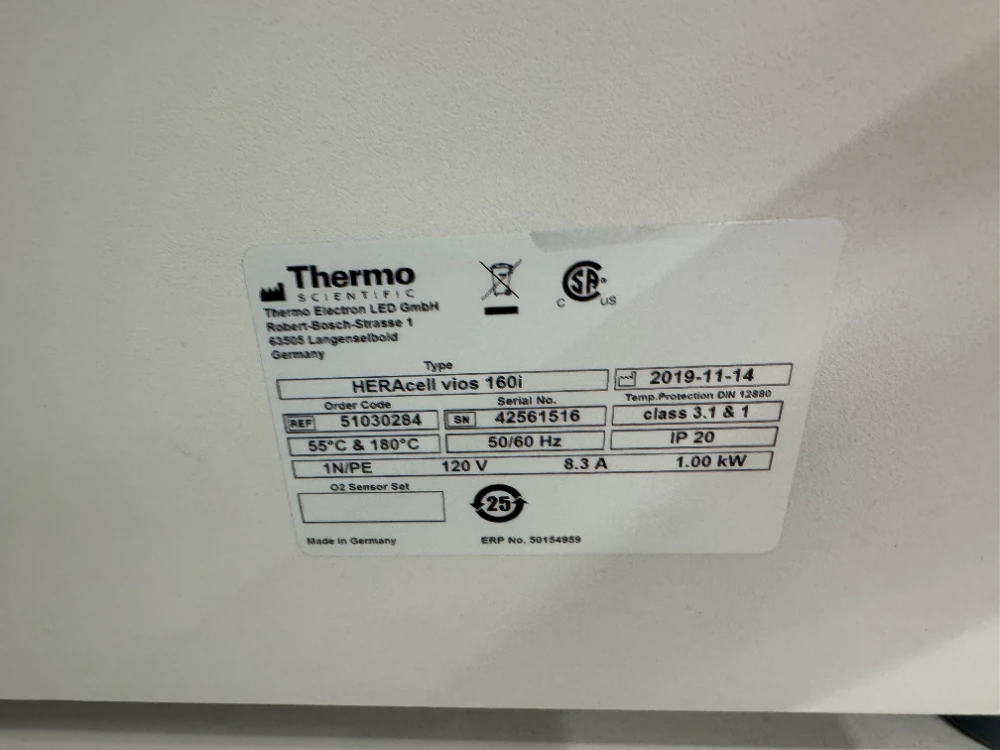 Thermo
SCIENTIFIC
Thermo Electron LED GmbH
Robert-Bosch-Strasse 1
63505 Langenselbold
Germany
C SA US
Type
HERAcell vios 160i
2019-11-14
Order Code
Serial No.
Temp.Protection DIN 12880
REF 51030284
SN 42561516
class 3.1 & 1
55°C & 180°C
50/60 Hz
IP 20
1N/PE 120 V 8.3 A 1.00 kW
O2 Sensor Set
25
Made in Germany
ERP No. 50154959